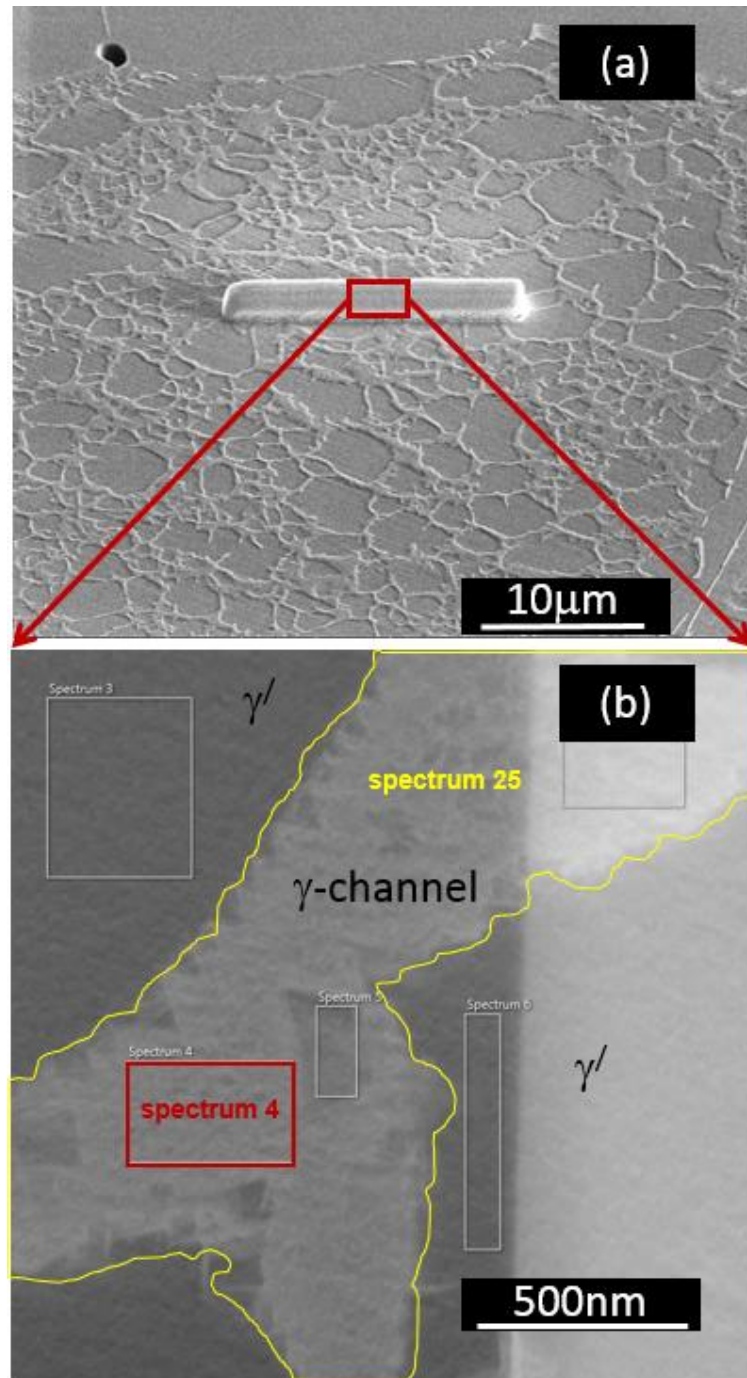 (a)
10μm
Spectrum 3
γ′
(b)
spectrum 25
γ-channel
Spectrum 5
Spectrum 6
Spectrum 4
spectrum 4
γ′
500nm